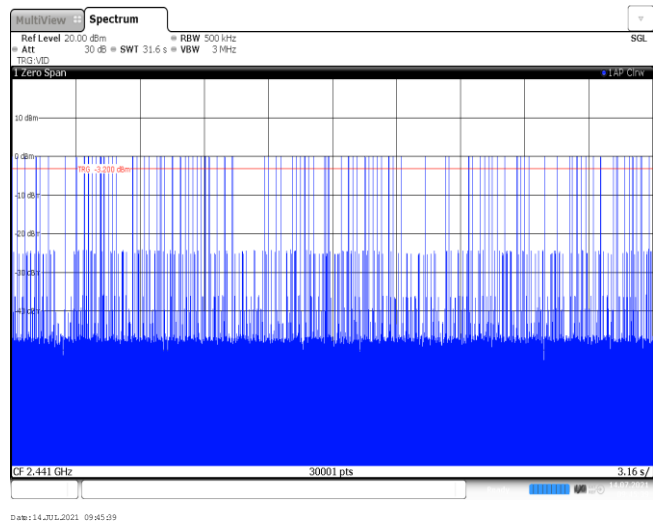 MultiView Spectrum
Ref Level 20.00 dBm RBW 500 kHz SGL
Att 30 dB SWT 31.6 s VBW 3 MHz
TRG:VID
1 Zero Span 1AP Clrw
10 dBm
0 dBm
TRG -3.200 dBm
-10 dBm
-20 dBm
-30 dBm
-40 dBm
CF 2.441 GHz 30001 pts 3.16 s/
Date: 14.JUL.2021 09:45:39